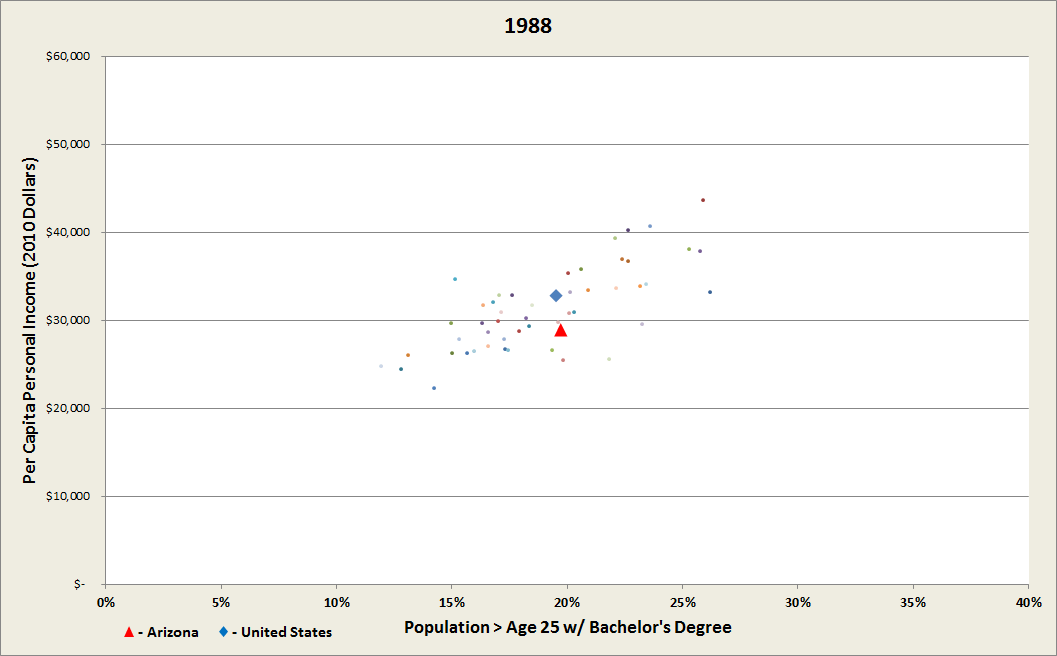 1988
$60,000
$50,000
$40,000
$30,000
$20,000
$10,000
$-
Per Capita Personal Income (2010 Dollars)
0% 5% 10% 15% 20% 25% 30% 35% 40%
Population > Age 25 w/ Bachelor's Degree
- Arizona - United States